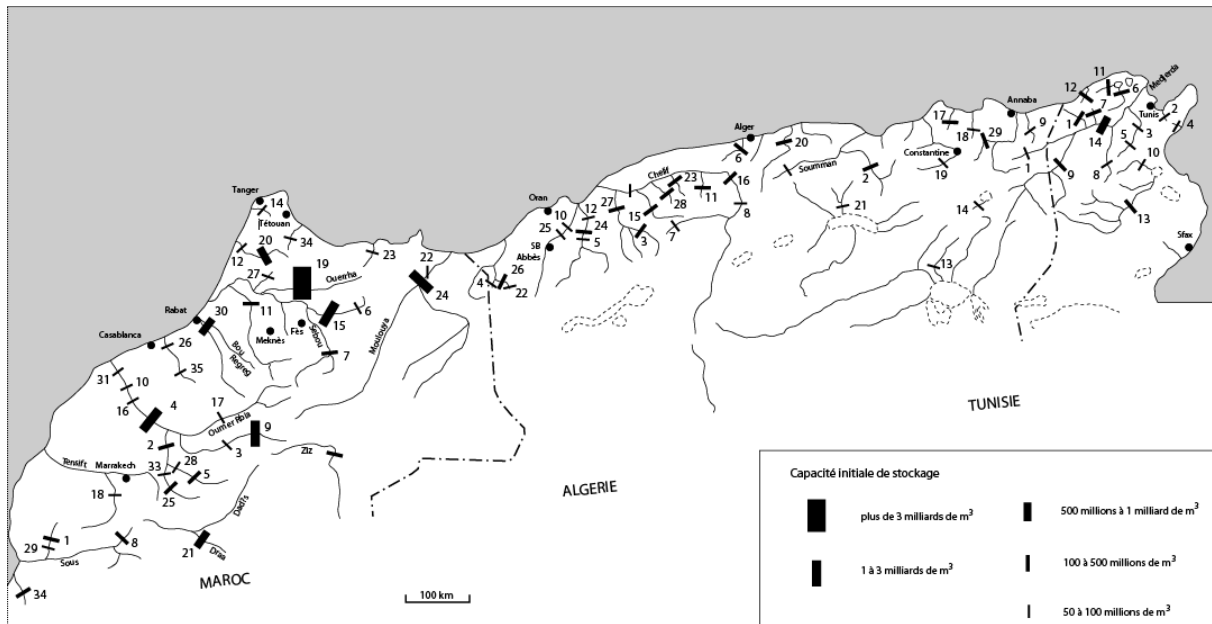 11
12
6
Medjerda
17
Annaba
7
2
Alger
18
29
9
1
Tunis
3
4
20
14
5
6
Constantine
1
10
Chelif
16
Soumman
19
8
9
23
2
Tanger
Oran
12
27
11
14
10
15
28
8
21
14
13
Tétouan
25
24
34
SB
Abbès
5
3
7
Sfax
20
12
23
19
Ouerrha
22
26
13
27
24
4
22
Rabat
30
11
6
15
Casablanca
26
Meknès
Fès
Sebou
Moulouya
Bou
Regreg
7
31
35
10
16
4
17
TUNISIE
Oum er Rbia
9
2
3
Ziz
Tensift
Marrakech
28
33
5
18
25
ALGERIE
Dadès
1
8
29
Sous
21
Draa
34
MAROC
100 km
Capacité initiale de stockage
plus de 3 milliards de m³
500 millions à 1 milliard de m³
1 à 3 milliards de m³
100 à 500 millions de m³
50 à 100 millions de m³